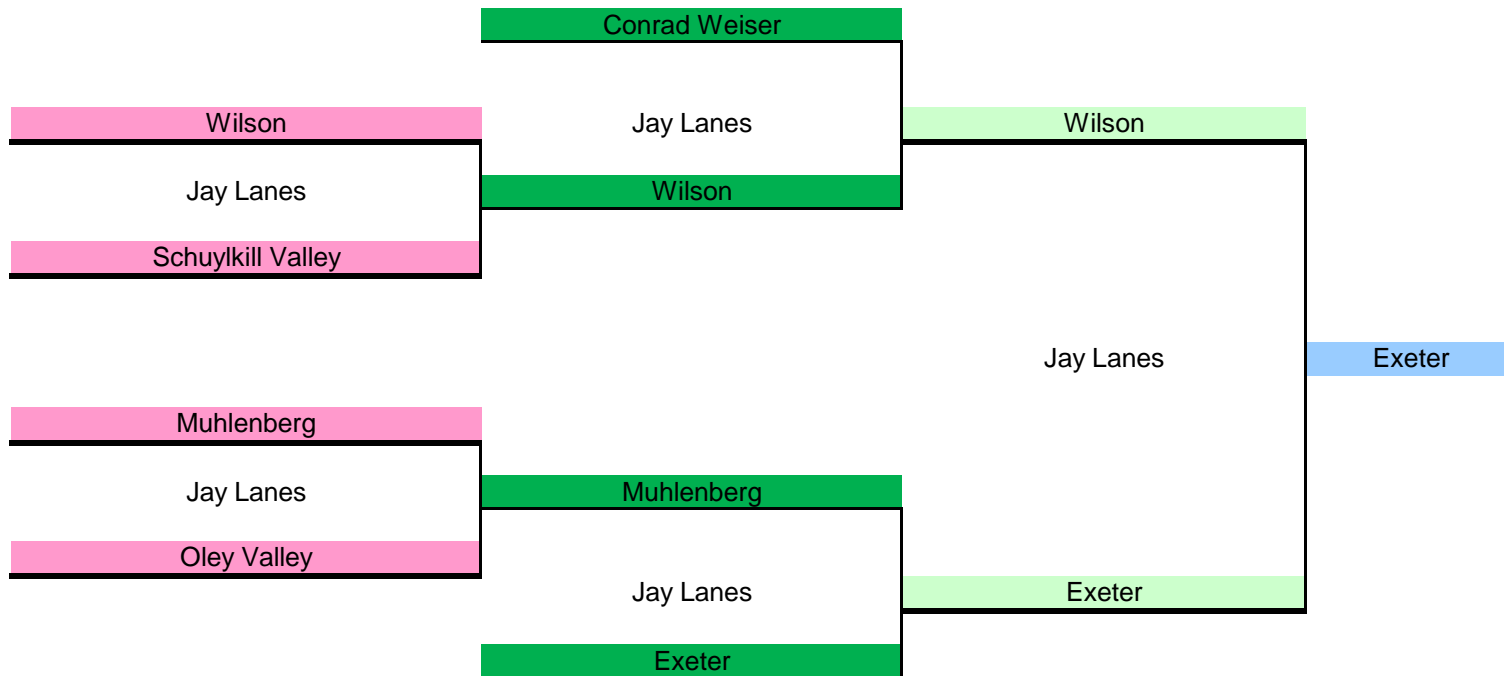 Conrad Weiser
Wilson
Jay Lanes
Wilson
Jay Lanes
Wilson
Schuylkill Valley
Jay Lanes
Exeter
Muhlenberg
Jay Lanes
Muhlenberg
Oley Valley
Jay Lanes
Exeter
Exeter